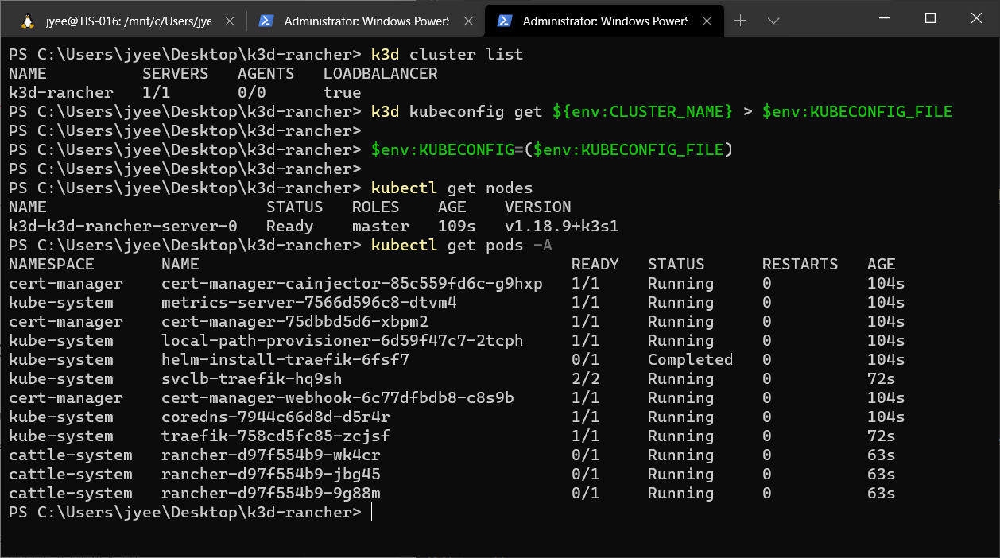 jyee@TIS-016: /mnt/c/Users/jye
Administrator: Windows PowerS
Administrator: Windows PowerS
PS C:\Users\jyee\Desktop\k3d-rancher> k3d cluster list
NAME          SERVERS   AGENTS   LOADBALANCER
k3d-rancher   1/1       0/0      true
PS C:\Users\jyee\Desktop\k3d-rancher> k3d kubeconfig get ${env:CLUSTER_NAME} > $env:KUBECONFIG_FILE
PS C:\Users\jyee\Desktop\k3d-rancher>
PS C:\Users\jyee\Desktop\k3d-rancher> $env:KUBECONFIG=($env:KUBECONFIG_FILE)
PS C:\Users\jyee\Desktop\k3d-rancher>
PS C:\Users\jyee\Desktop\k3d-rancher> kubectl get nodes
NAME                       STATUS   ROLES    AGE    VERSION
k3d-k3d-rancher-server-0   Ready    master   109s   v1.18.9+k3s1
PS C:\Users\jyee\Desktop\k3d-rancher> kubectl get pods -A
NAMESPACE       NAME                                       READY   STATUS      RESTARTS   AGE
cert-manager    cert-manager-cainjector-85c559fd6c-g9hxp   1/1     Running     0          104s
kube-system     metrics-server-7566d596c8-dtvm4            1/1     Running     0          104s
cert-manager    cert-manager-75dbbd5d6-xbpm2               1/1     Running     0          104s
kube-system     local-path-provisioner-6d59f47c7-2tcph     1/1     Running     0          104s
kube-system     helm-install-traefik-6fsf7                 0/1     Completed   0          104s
kube-system     svclb-traefik-hq9sh                        2/2     Running     0          72s
cert-manager    cert-manager-webhook-6c77dfbdb8-c8s9b      1/1     Running     0          104s
kube-system     coredns-7944c66d8d-d5r4r                   1/1     Running     0          104s
kube-system     traefik-758cd5fc85-zcjsf                   1/1     Running     0          72s
cattle-system   rancher-d97f554b9-wk4cr                    0/1     Running     0          63s
cattle-system   rancher-d97f554b9-jbg45                    0/1     Running     0          63s
cattle-system   rancher-d97f554b9-9g88m                    0/1     Running     0          63s
PS C:\Users\jyee\Desktop\k3d-rancher>